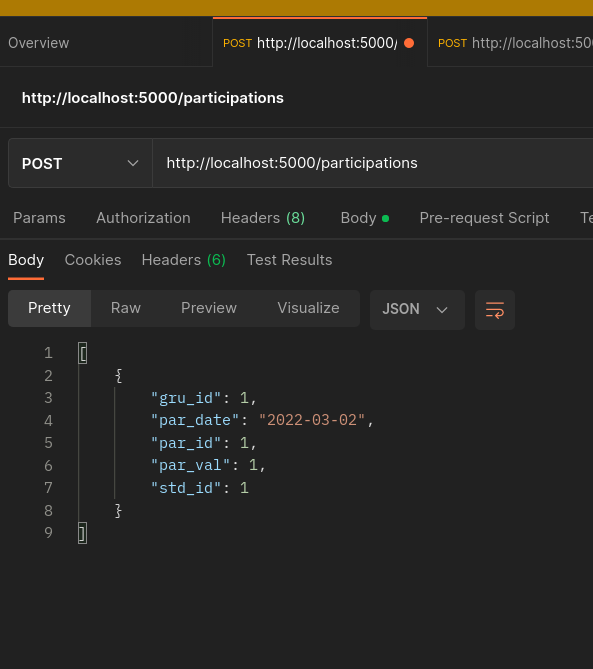 Overview POST http://localhost:5000/ POST http://localhost:50
http://localhost:5000/participations
POST http://localhost:5000/participations
Params Authorization Headers (8) Body Pre-request Script Te
Body Cookies Headers (6) Test Results
Pretty Raw Preview Visualize JSON
1 [
2 {
3 "gru_id": 1,
4 "par_date": "2022-03-02",
5 "par_id": 1,
6 "par_val": 1,
7 "std_id": 1
8 }
9 ]